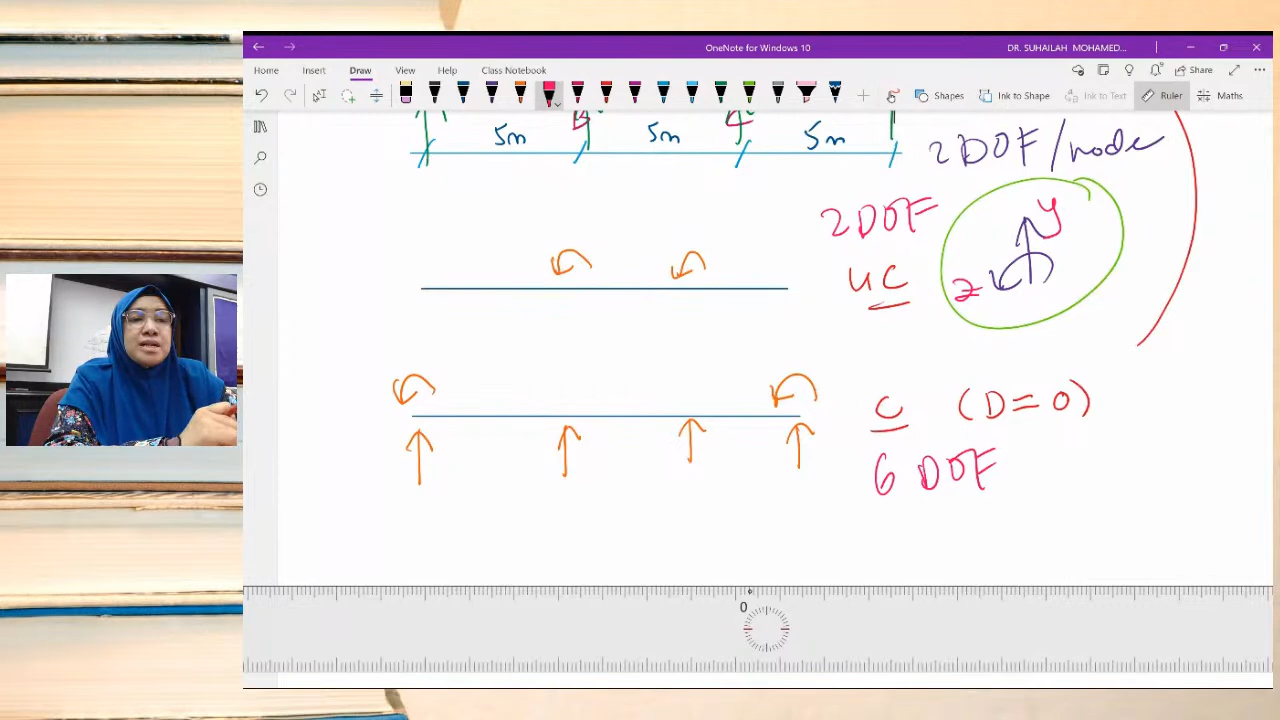 OneNote for Windows 10
DR. SUHAILAH MOHAMED...
Home Insert Draw View Help Class Notebook Share
Shapes Ink to Shape Ink to Text Ruler Maths
5m 5m 5m
2DOF/node
2DOF
y
UC
z
C (D=0)
6 DOF
0